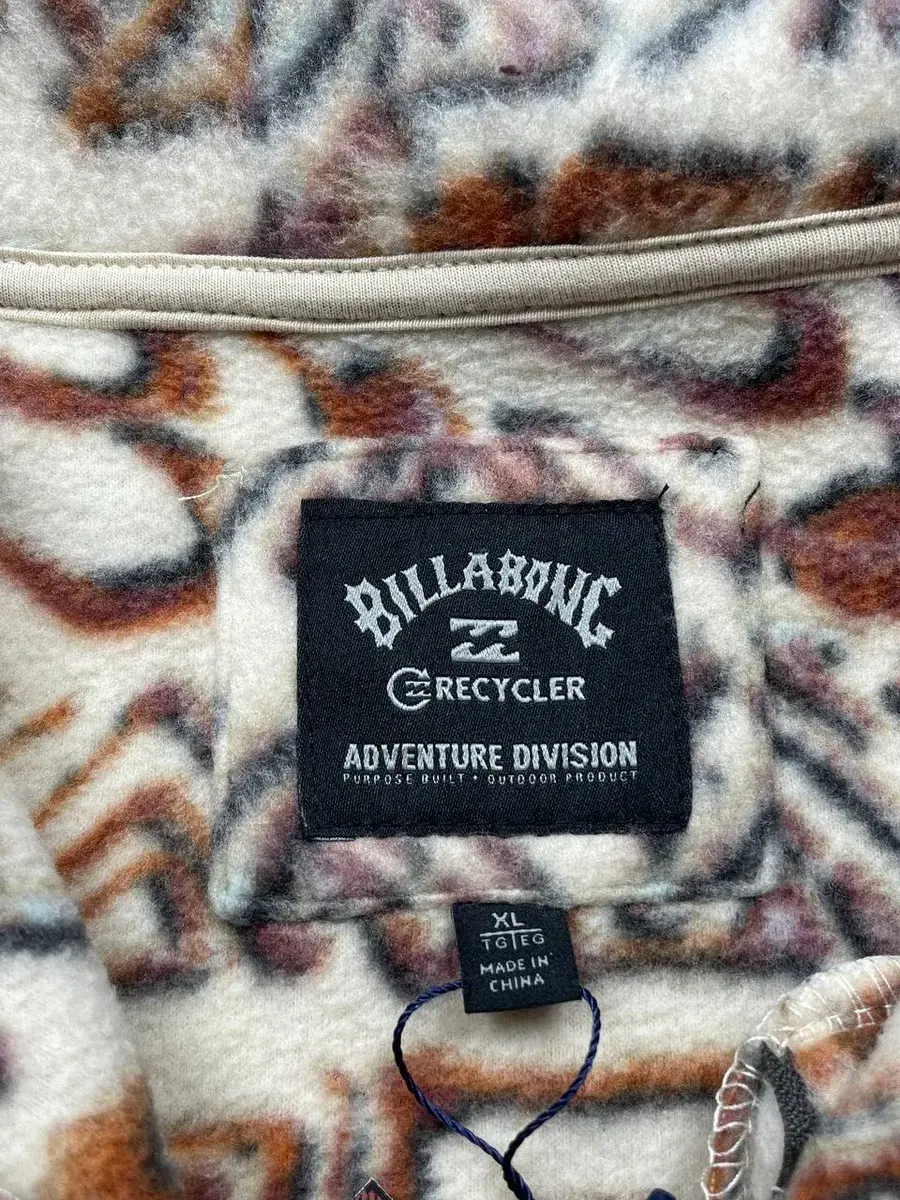 BILLABONG
RECYCLER
ADVENTURE DIVISION
PURPOSE BUILT • OUTDOOR PRODUCT
XL
TG EG
MADE IN
CHINA